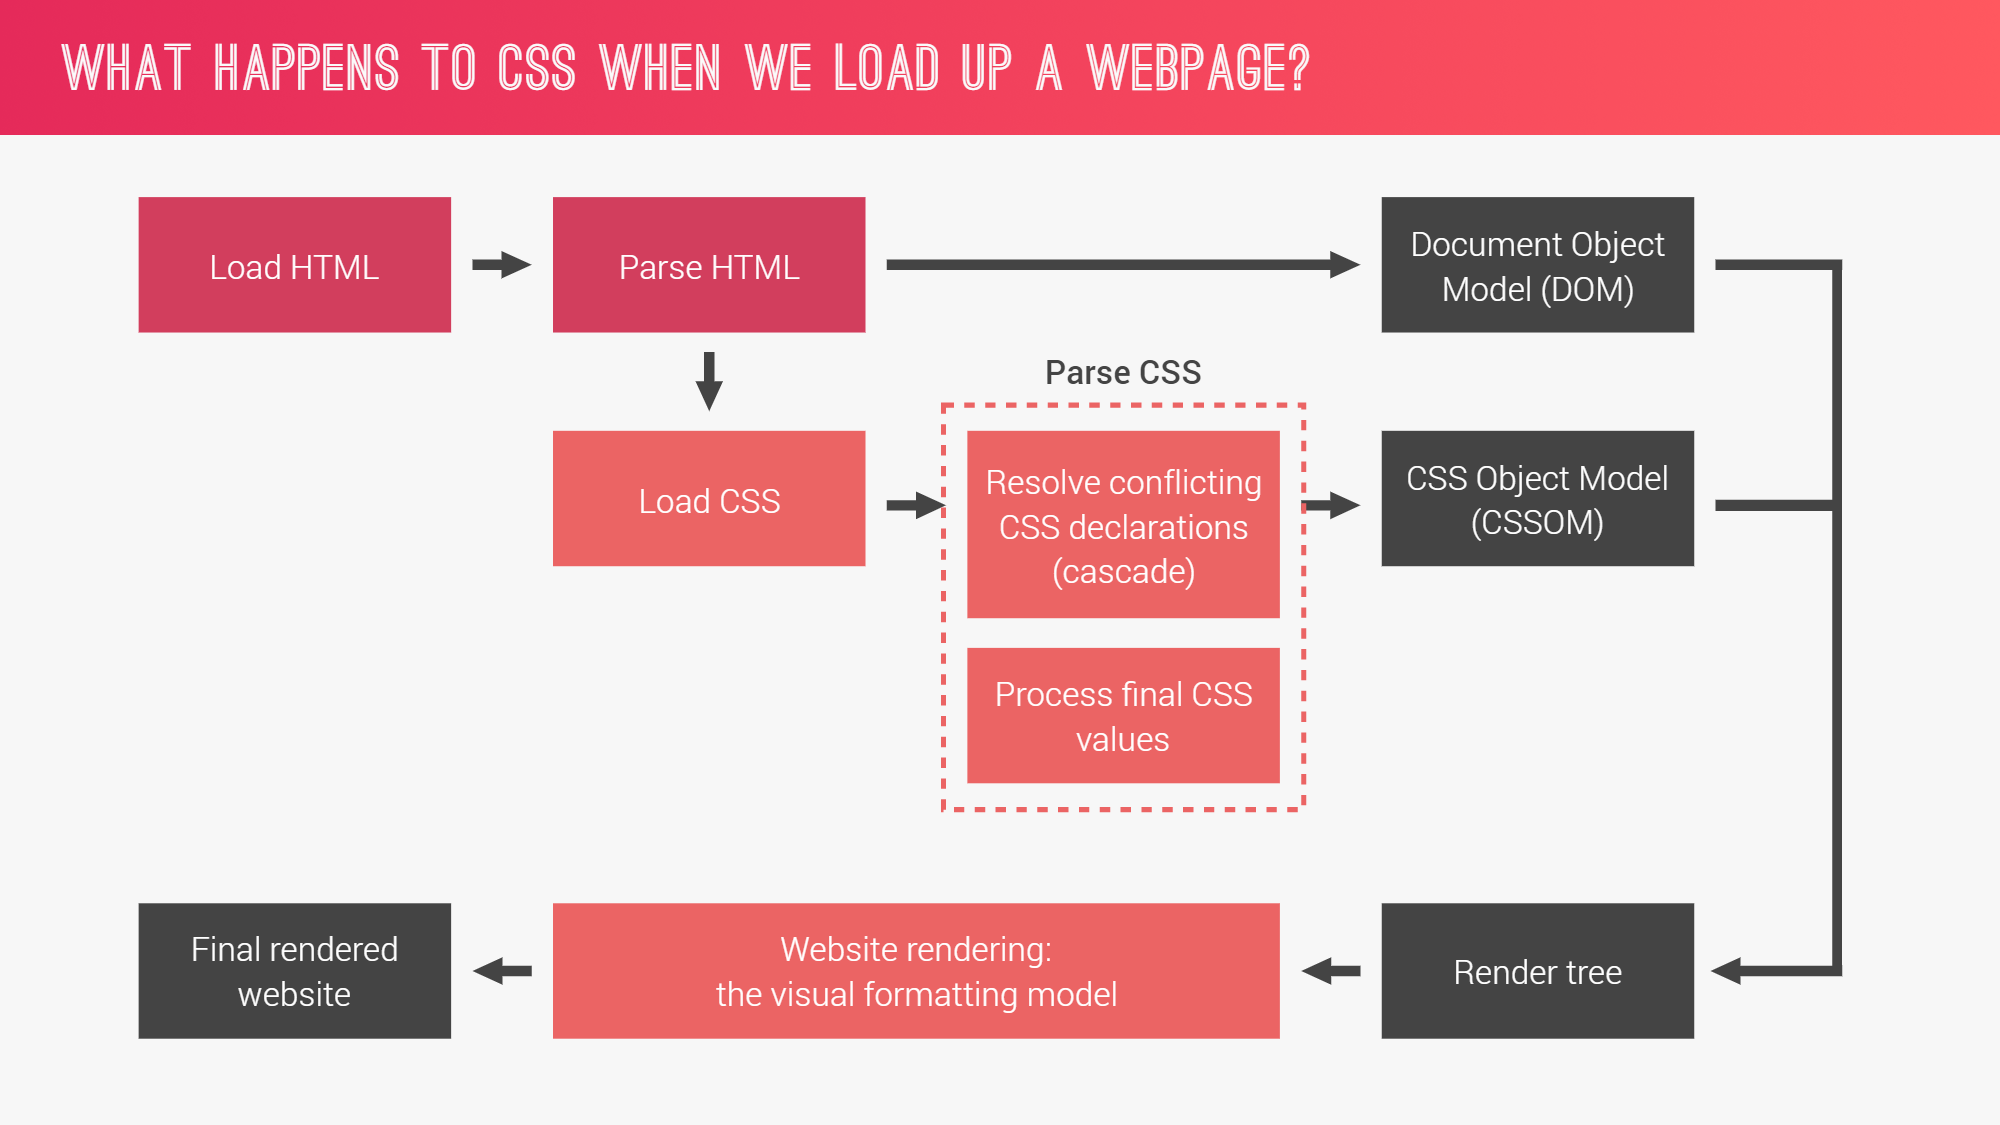 WHAT HAPPENS TO CSS WHEN WE LOAD UP A WEBPAGE?
Load HTML
Parse HTML
Document Object
Model (DOM)
Parse CSS
Load CSS
Resolve conflicting
CSS declarations
(cascade)
CSS Object Model
(CSSOM)
Process final CSS
values
Final rendered
website
Website rendering:
the visual formatting model
Render tree